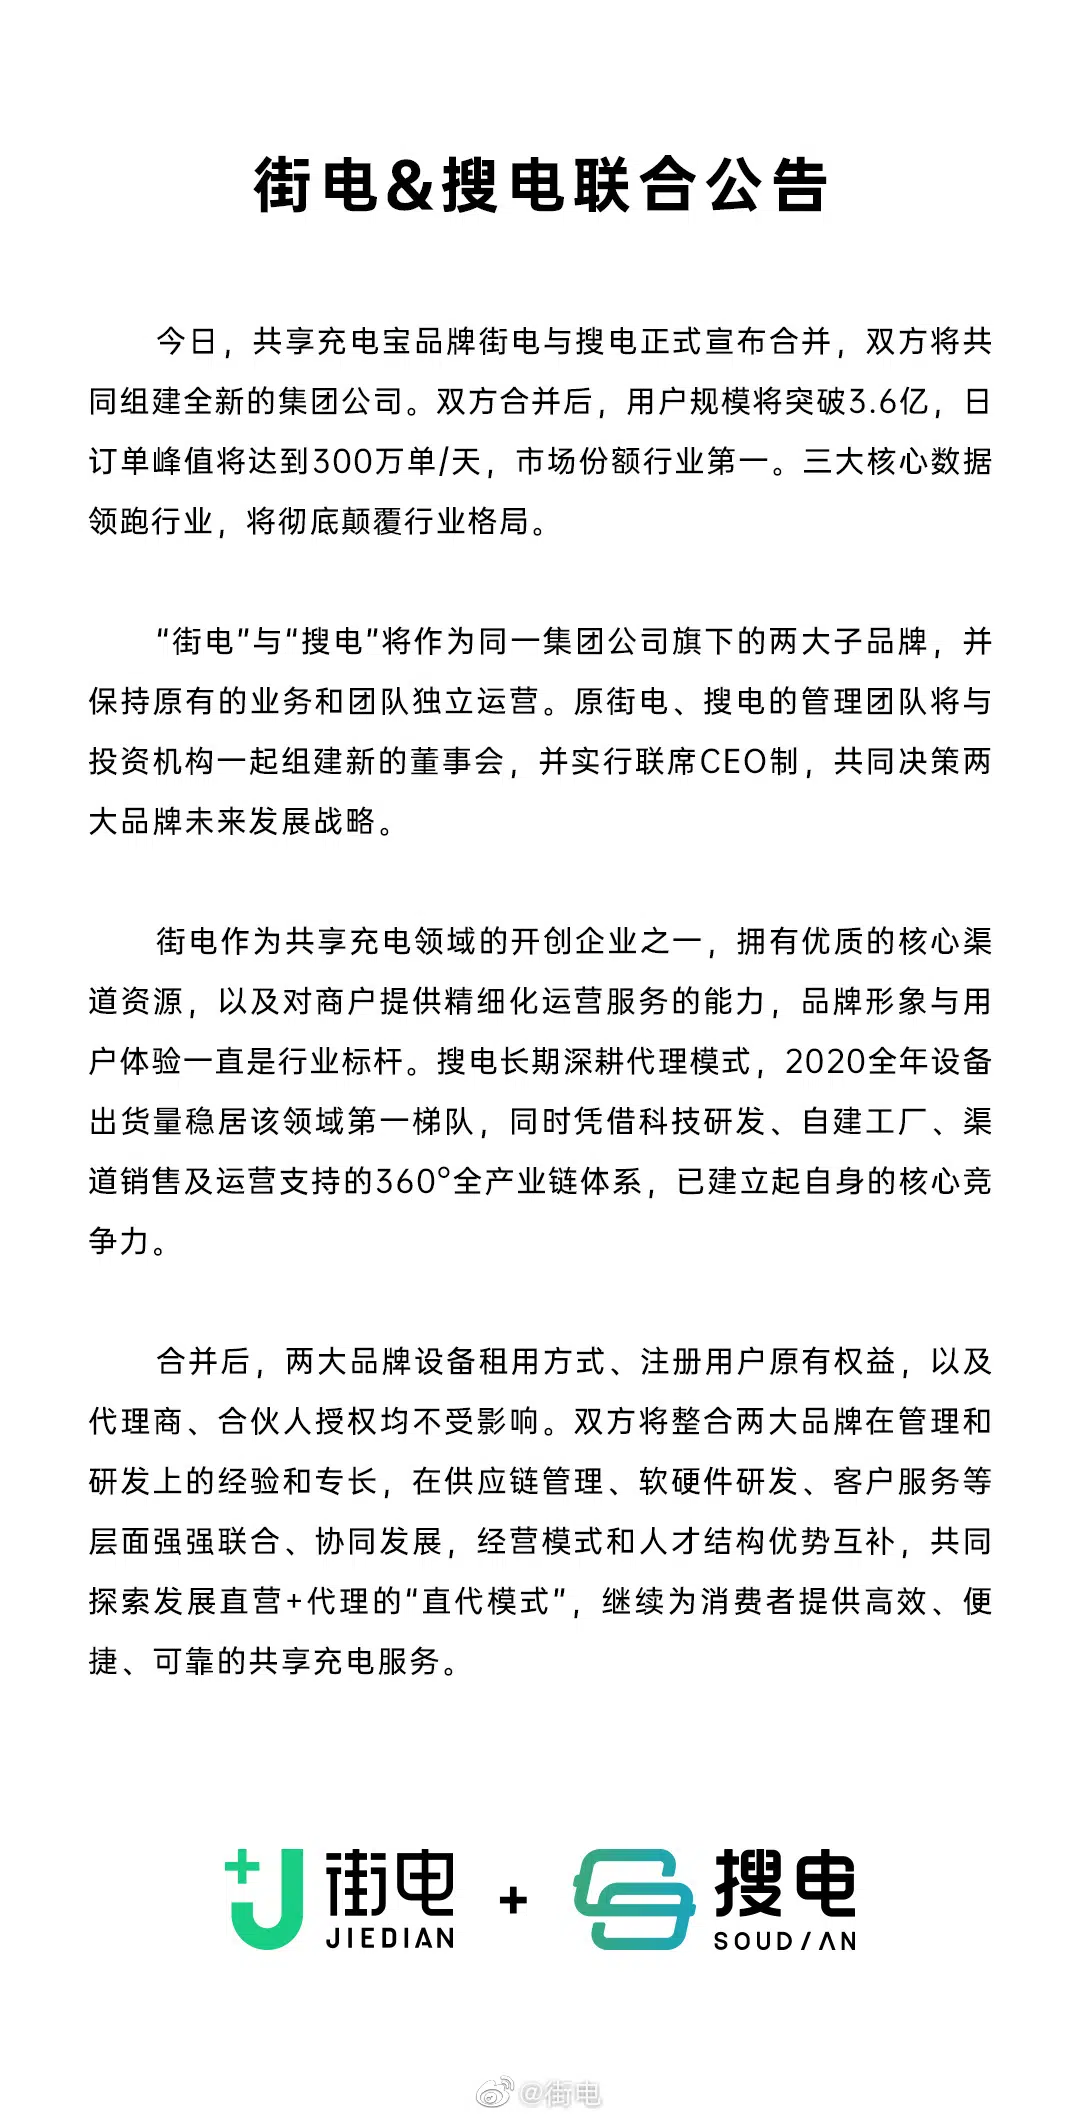 街电&搜电联合公告
今日，共享充电宝品牌街电与搜电正式宣布合并，双方将共
同组建全新的集团公司。双方合并后，用户规模将突破3.6亿，日
订单峰值将达到300万单/天，市场份额行业第一。三大核心数据
领跑行业，将彻底颠覆行业格局。
“街电”与“搜电”将作为同一集团公司旗下的两大子品牌，并
保持原有的业务和团队独立运营。原街电、搜电的管理团队将与
投资机构一起组建新的董事会，并实行联席CEO制，共同决策两
大品牌未来发展战略。
街电作为共享充电领域的开创企业之一，拥有优质的核心渠
道资源，以及对商户提供精细化运营服务的能力，品牌形象与用
户体验一直是行业标杆。搜电长期深耕代理模式，2020全年设备
出货量稳居该领域第一梯队，同时凭借科技研发、自建工厂、渠
道销售及运营支持的360°全产业链体系，已建立起自身的核心竞
争力。
合并后，两大品牌设备租用方式、注册用户原有权益，以及
代理商、合伙人授权均不受影响。双方将整合两大品牌在管理和
研发上的经验和专长，在供应链管理、软硬件研发、客户服务等
层面强强联合、协同发展，经营模式和人才结构优势互补，共同
探索发展直营+代理的“直代模式”，继续为消费者提供高效、便
捷、可靠的共享充电服务。
街电 + 搜电
JIEDIAN SOUDIAN
@街电